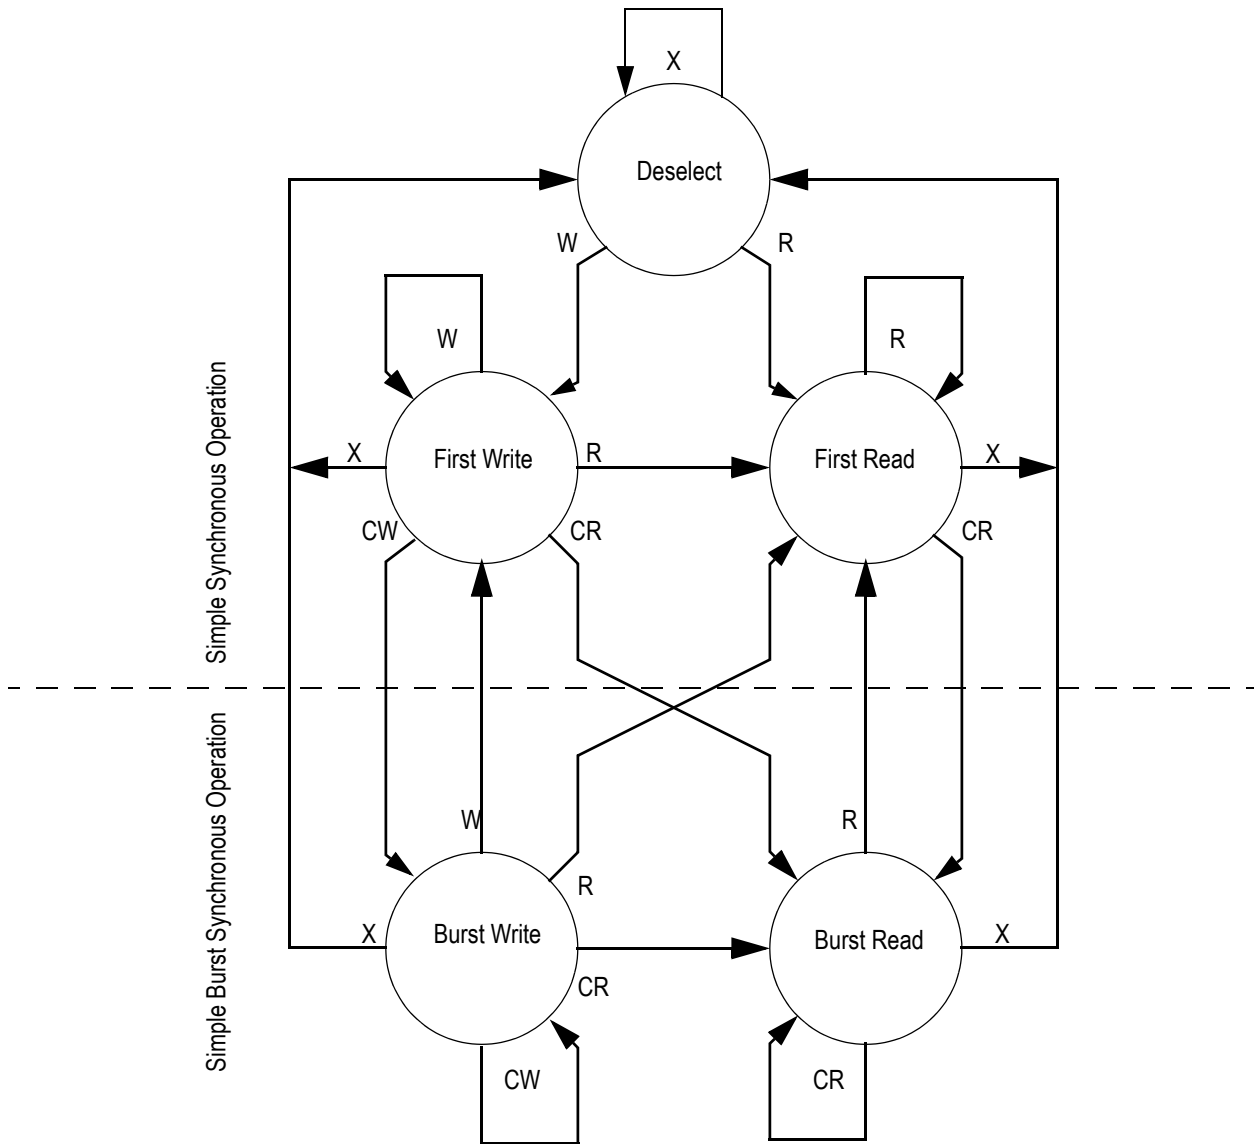 X
Deselect
W
R
W
R
X
First Write
R
First Read
X
CW
CR
CR
Simple Synchronous Operation
Simple Burst Synchronous Operation
W
R
R
X
Burst Write
Burst Read
X
CR
CW
CR